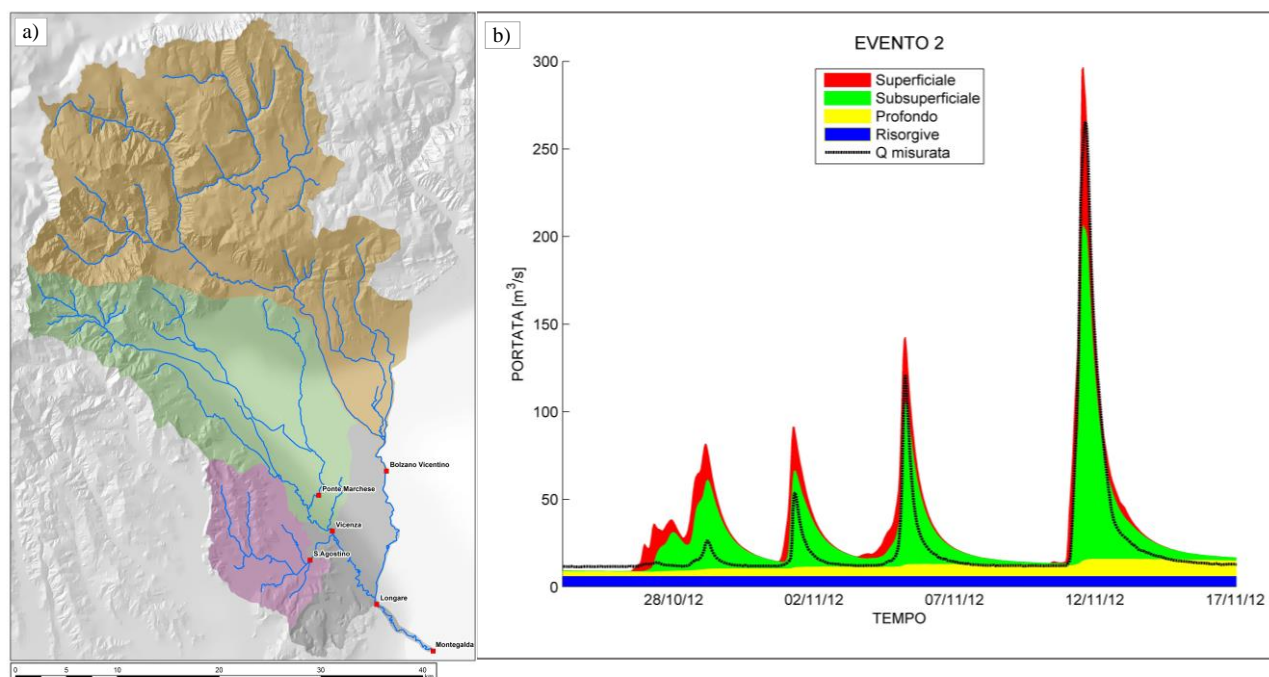 a)
Bolzano Vicentino
Ponte Marchese
Vicenza
S.Agostino
Longare
Montegalda
0 5 10 20 30 40
km
b)
EVENTO 2
Superficiale
Subsuperficiale
Profondo
Risorgive
Q misurata
PORTATA [m³/s]
300
250
200
150
100
50
0
28/10/12 02/11/12 07/11/12 12/11/12 17/11/12
TEMPO